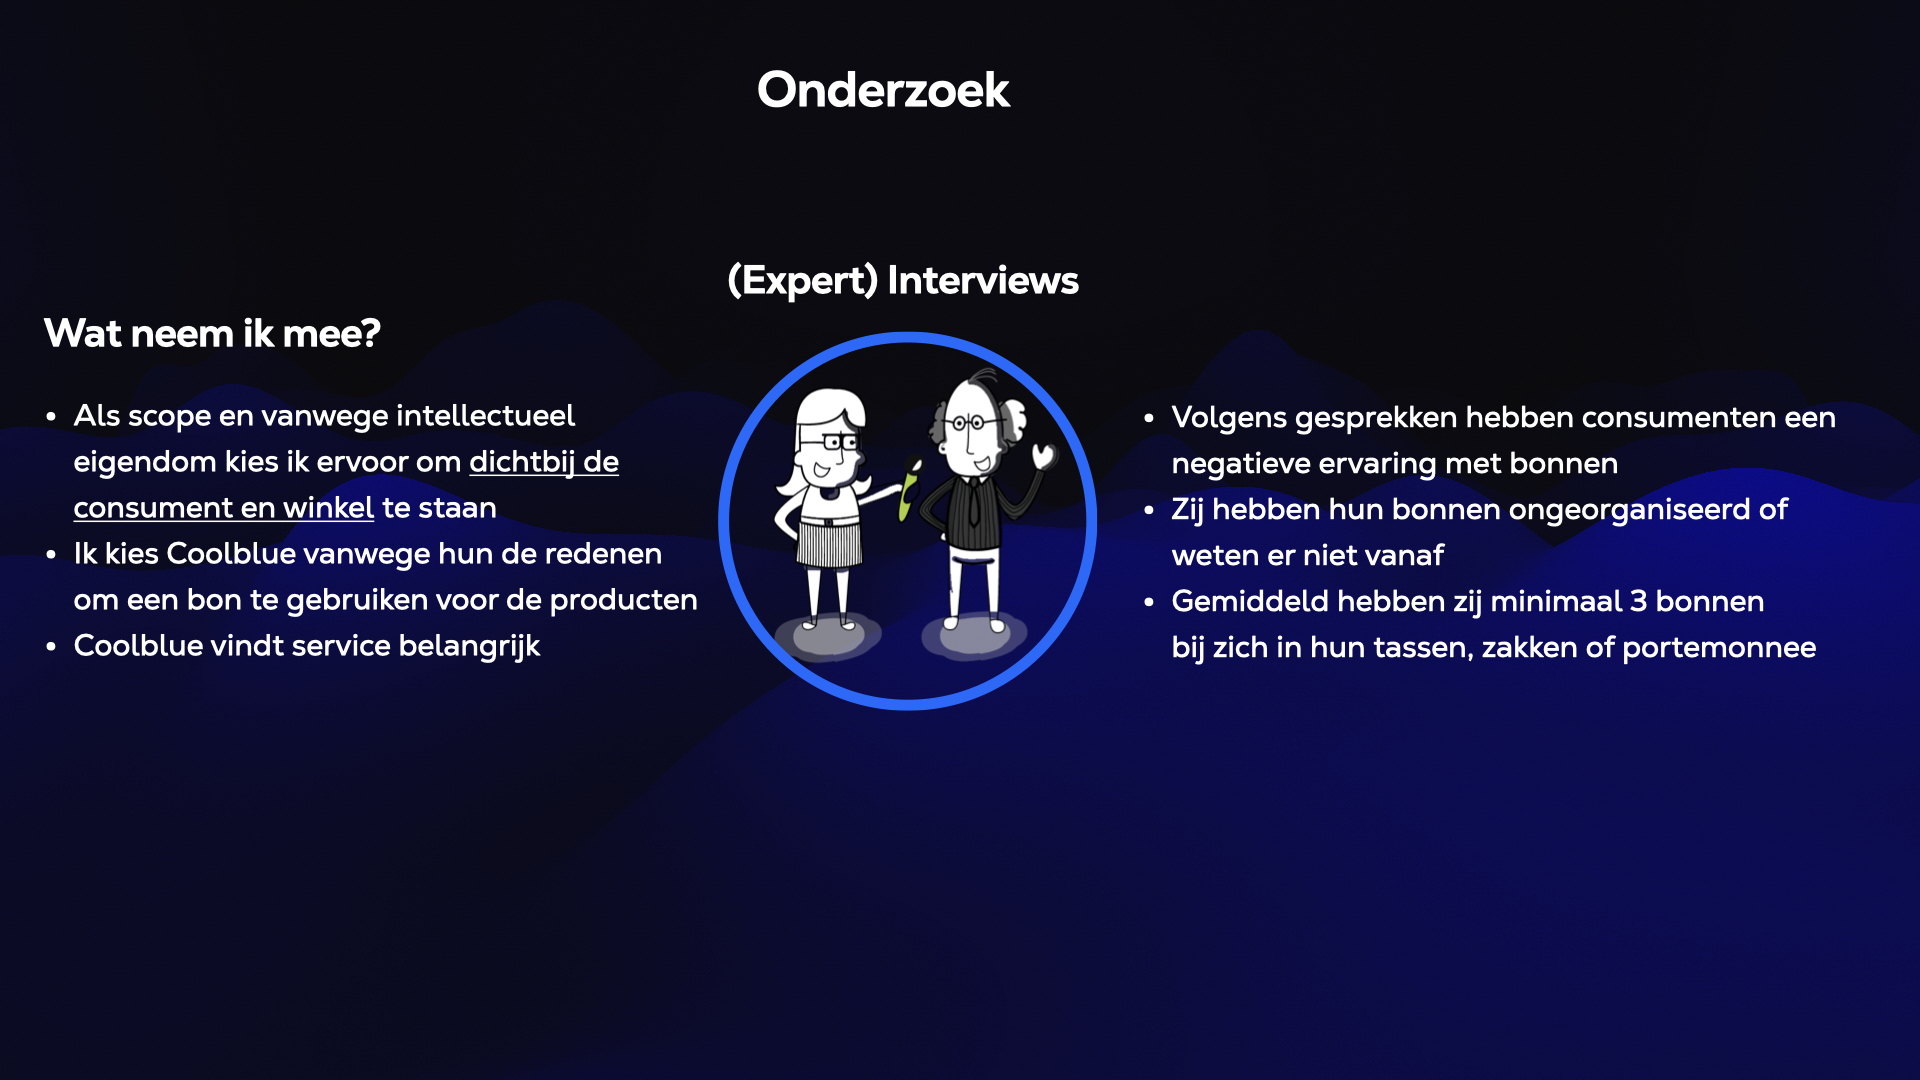 Onderzoek
(Expert) Interviews
Wat neem ik mee?
• Als scope en vanwege intellectueel
eigendom kies ik ervoor om dichtbij de
consument en winkel te staan
• Ik kies Coolblue vanwege hun de redenen
om een bon te gebruiken voor de producten
• Coolblue vindt service belangrijk
• Volgens gesprekken hebben consumenten een
negatieve ervaring met bonnen
• Zij hebben hun bonnen ongeorganiseerd of
weten er niet vanaf
• Gemiddeld hebben zij minimaal 3 bonnen
bij zich in hun tassen, zakken of portemonnee